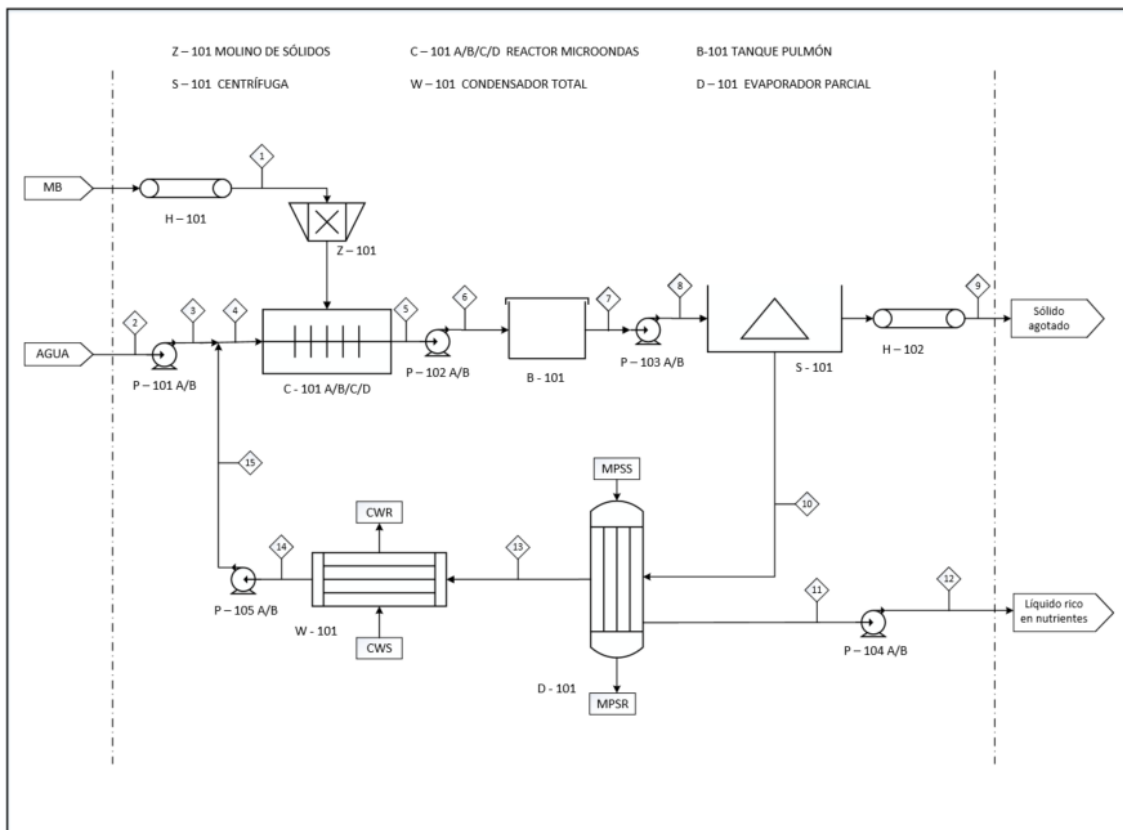 Z – 101 MOLINO DE SÓLIDOS
C – 101 A/B/C/D REACTOR MICROONDAS
B-101 TANQUE PULMÓN
S – 101 CENTRÍFUGA
W – 101 CONDENSADOR TOTAL
D – 101 EVAPORADOR PARCIAL
MB
1
H – 101
Z – 101
AGUA
2
3
4
5
6
7
8
9
P – 101 A/B
C - 101 A/B/C/D
P – 102 A/B
B - 101
P – 103 A/B
S - 101
H – 102
Sólido
agotado
15
CWR
14
13
MPSS
10
11
12
P – 105 A/B
W - 101
CWS
D - 101
MPSR
P – 104 A/B
Líquido rico
en nutrientes